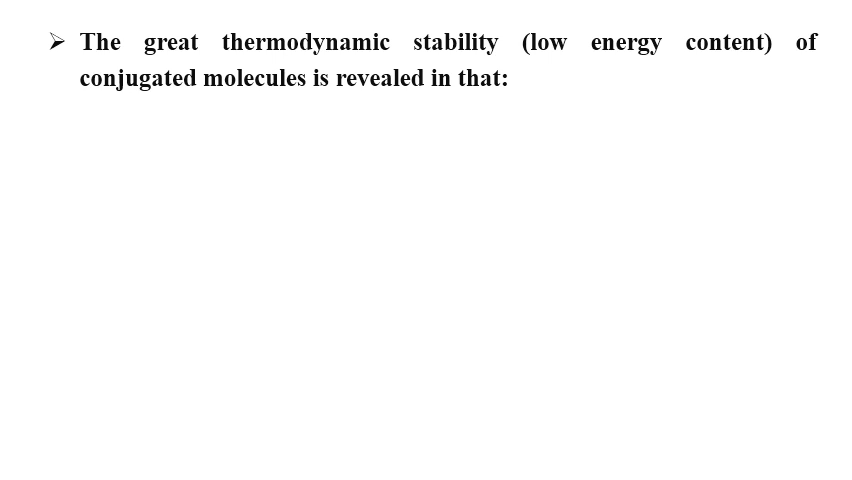 ➢ The great thermodynamic stability (low energy content) of
conjugated molecules is revealed in that: